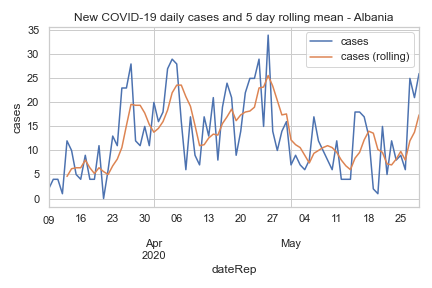 New COVID-19 daily cases and 5 day rolling mean - Albania
35
30
25
20
15
10
5
0
cases
cases
cases (rolling)
09 16 23 30 06 13 20 27 04 11 18 25
Apr May
2020
dateRep